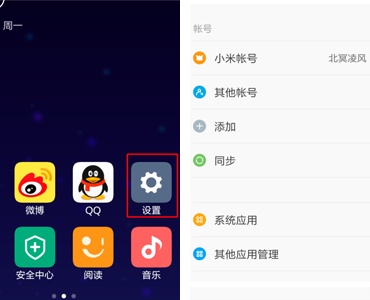 周一
微博
QQ
设置
安全中心
阅读
音乐
帐号
小米帐号
北冥凌风
其他帐号
添加
同步
系统应用
其他应用管理